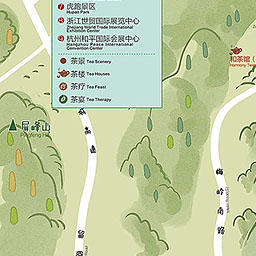 虎跑景区
Hupao Park
浙江世贸国际展览中心
Zhejiang World Trade International
Exhibition Center
杭州和平国际会展中心
Hangzhou Peace International
Convention Center
茶景 Tea Scenery
茶楼 Tea Houses
茶疗 Tea Feast
茶宴 Tea Therapy
和茶馆
屏峰山
Pingfeng Hill
梅岭南路